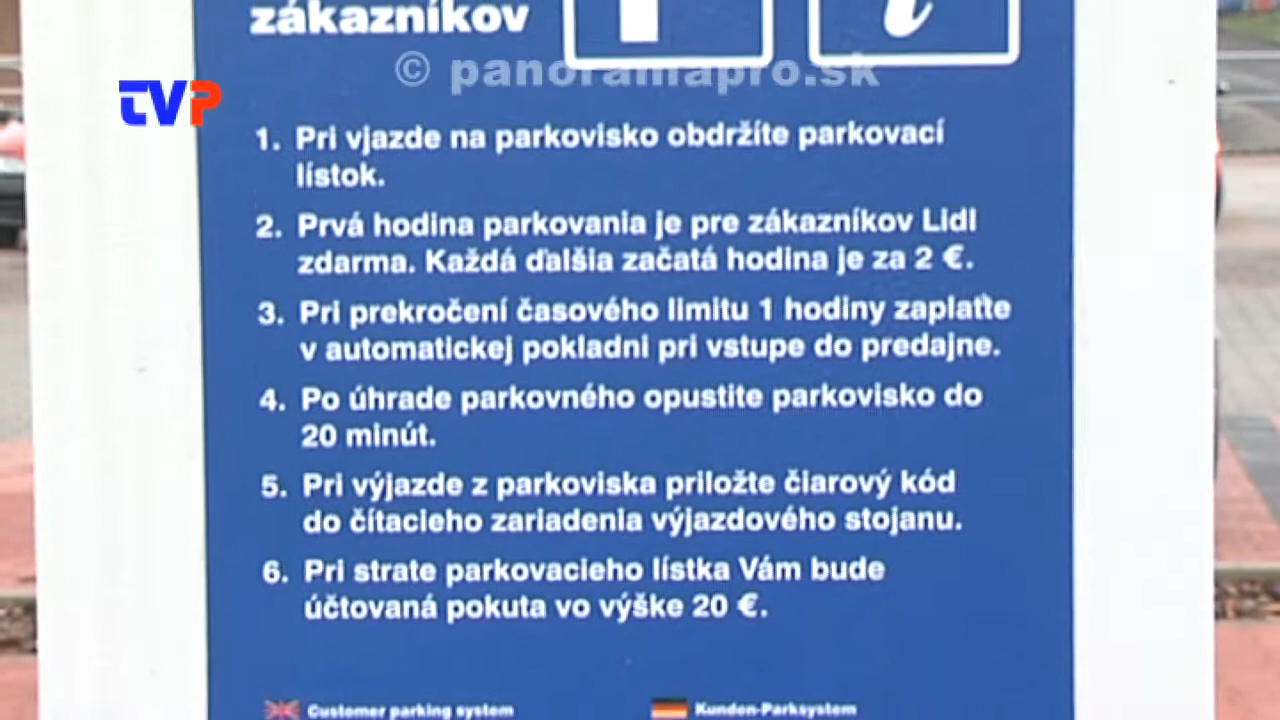 zákazníkov
© panoramapro.sk
TVP
1. Pri vjazde na parkovisko obdržíte parkovací
lístok.
2. Prvá hodina parkovania je pre zákazníkov Lidl
zdarma. Každá ďalšia začatá hodina je za 2 €.
3. Pri prekročení časového limitu 1 hodiny zaplaťte
v automatickej pokladni pri vstupe do predajne.
4. Po úhrade parkovného opustite parkovisko do
20 minút.
5. Pri výjazde z parkoviska priložte čiarový kód
do čítacieho zariadenia výjazdového stojanu.
6. Pri strate parkovacieho lístka Vám bude
účtovaná pokuta vo výške 20 €.
Customer parking system
Kunden-Parksystem